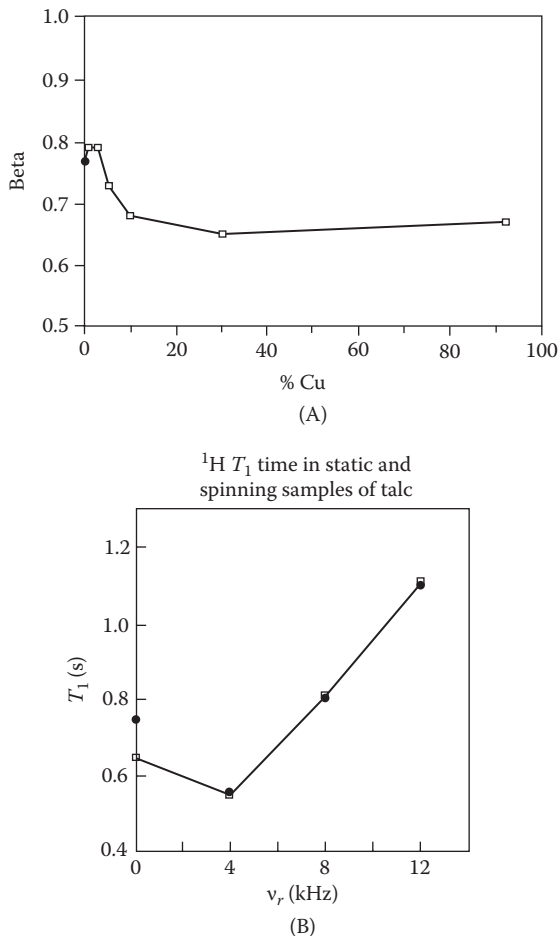 1.0
0.9
0.8
0.7
0.6
0.5
Beta
0 20 40 60 80 100
% Cu
(A)
¹H T₁ time in static and
spinning samples of talc
1.2
1.0
0.8
0.6
0.4
T₁ (s)
0 4 8 12
νᵣ (kHz)
(B)